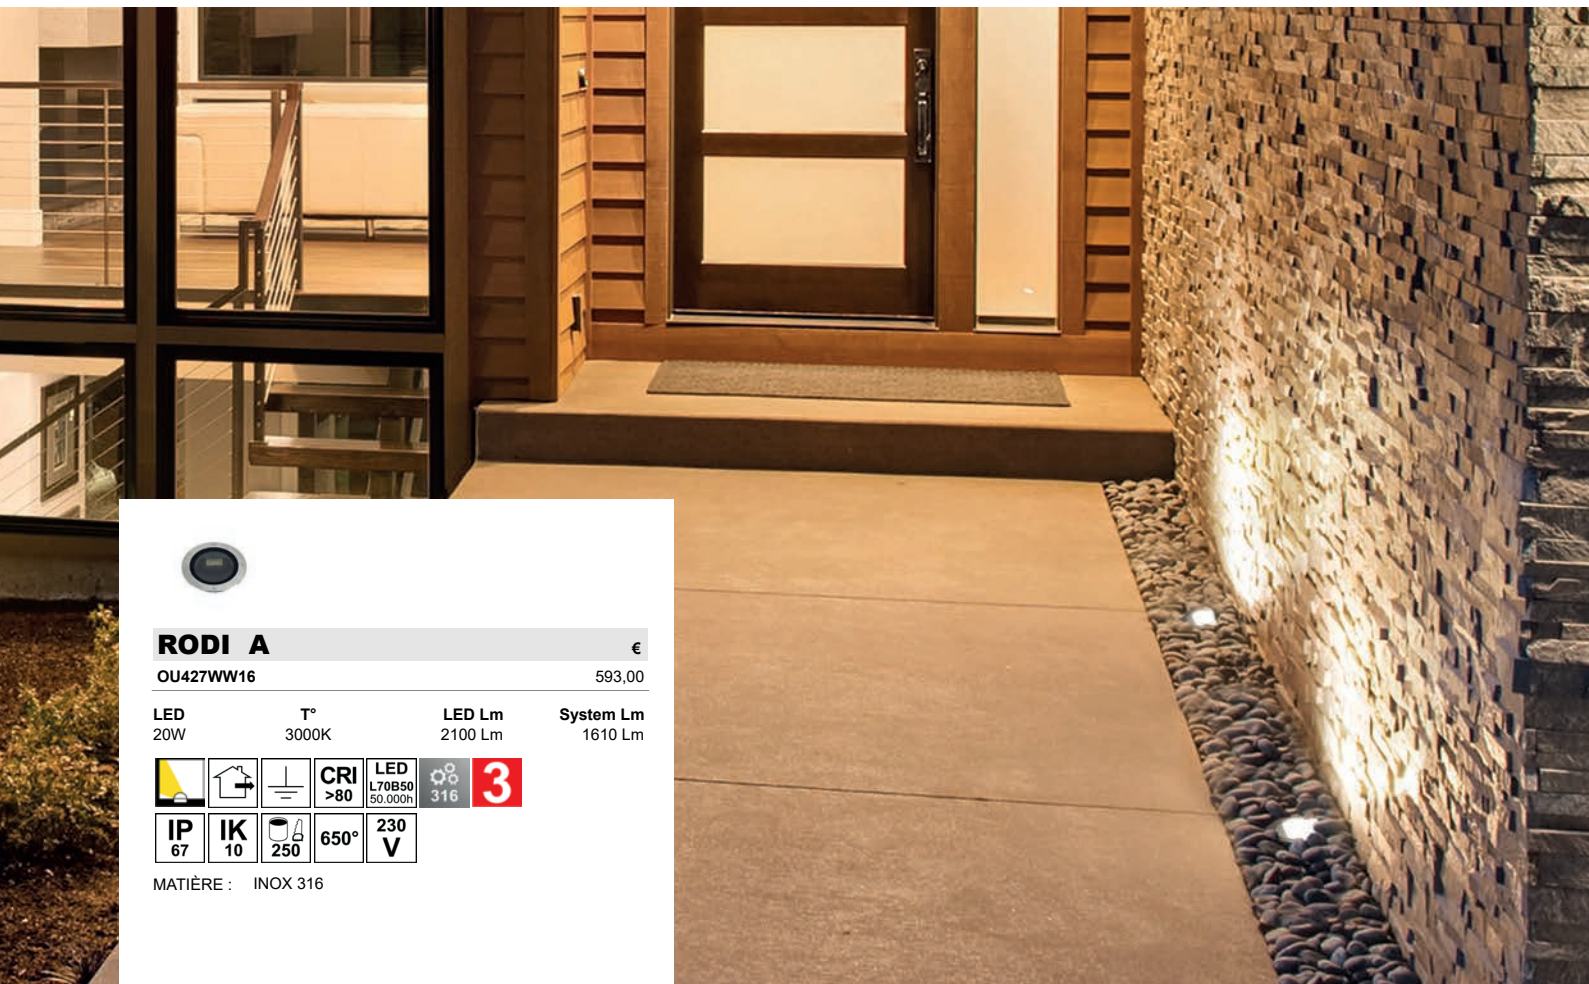 RODI A €
OU427WW16 593,00
LED T° LED Lm System Lm
20W 3000K 2100 Lm 1610 Lm
CRI >80
LED L70B50 50.000h
316
3
IP 67
IK 10
250
650°
230 V
MATIÈRE : INOX 316